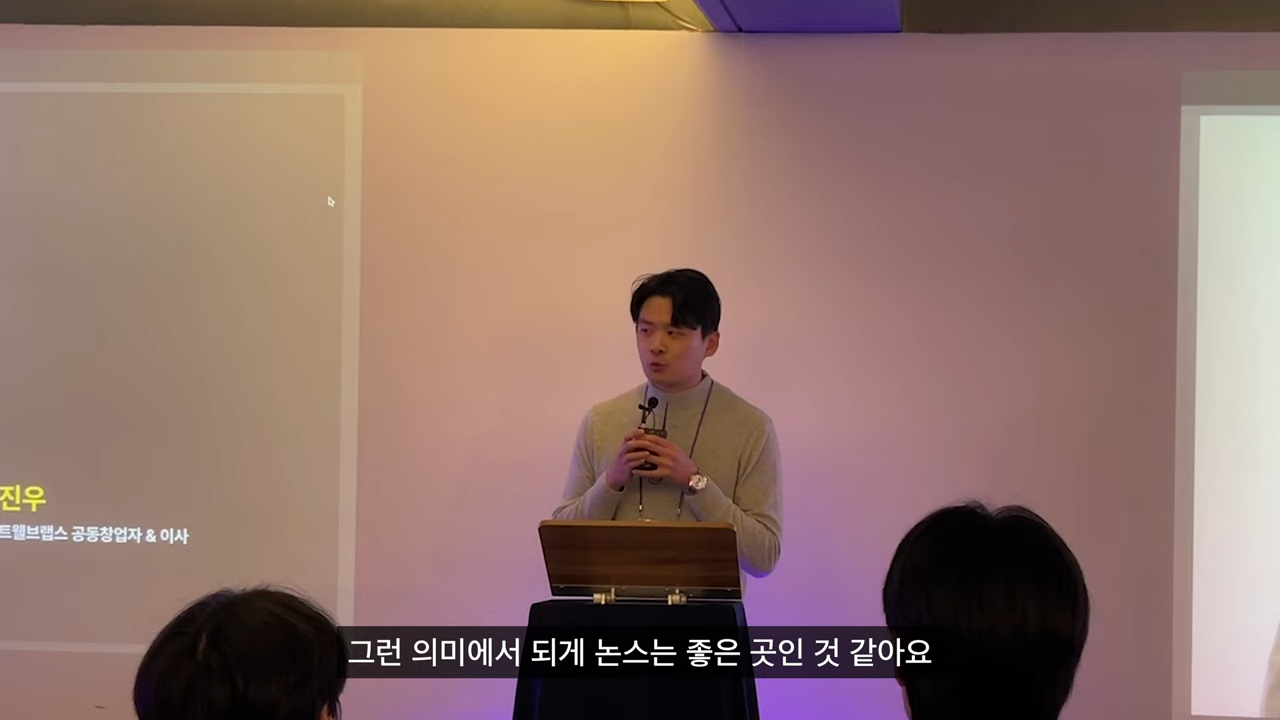 진우
트웰브랩스 공동창업자 & 이사
그런 의미에서 되게 논스는 좋은 곳인 것 같아요